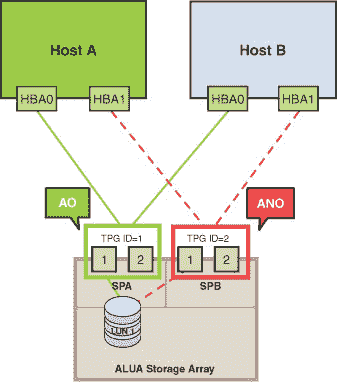 Host A Host B
HBA0 HBA1 HBA0 HBA1
AO ANO
TPG ID=1 TPG ID=2
1 2 1 2
SPA SPB
LUN 1
ALUA Storage Array